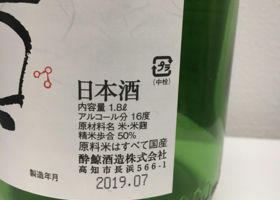 日本酒
内容量 1.8ℓ
アルコール分 16度
原材料名 米・米麹
精米歩合 50%
原料米はすべて国産
酔鯨酒造株式会社
高知市長浜566-1
製造年月
2019.07
プラ
(中栓)